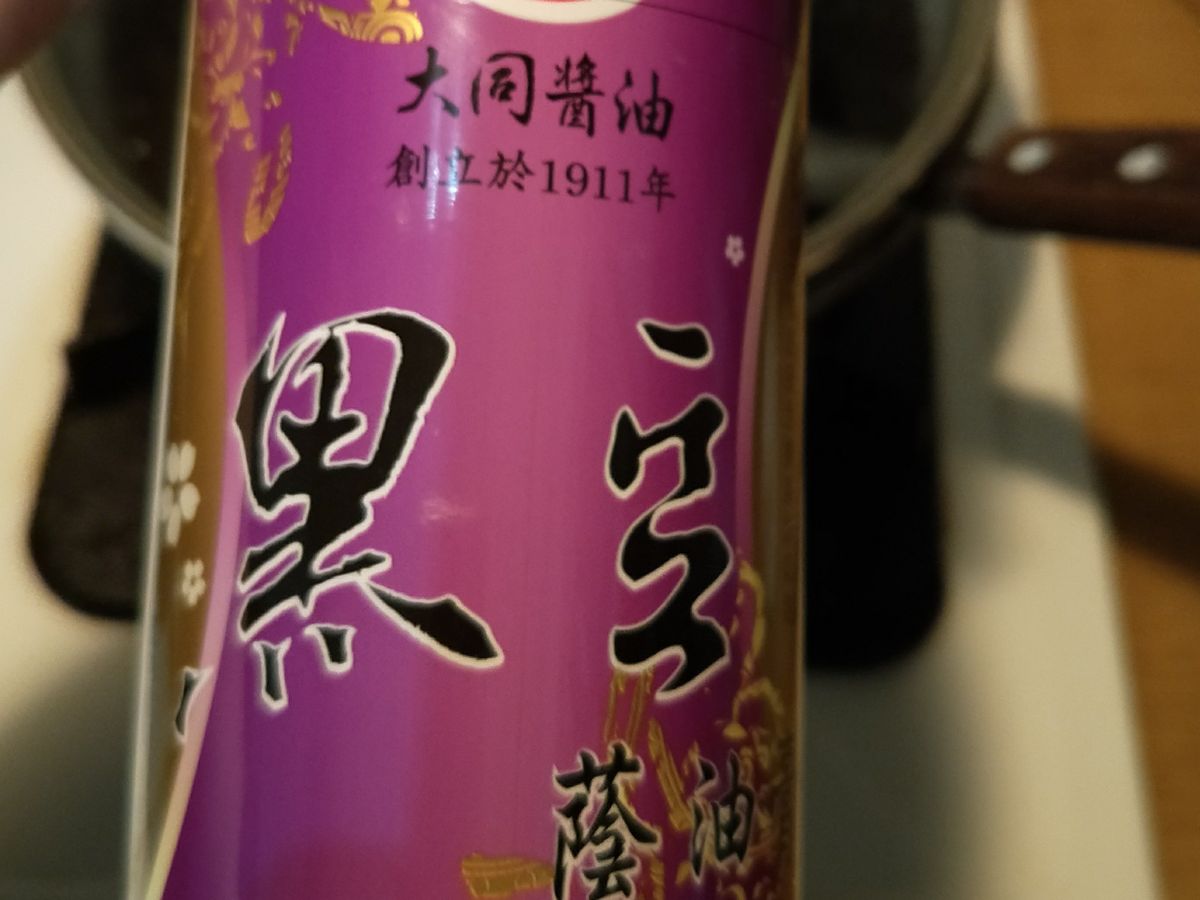 大同醬油
創立於1911年
黑豆
蔭油